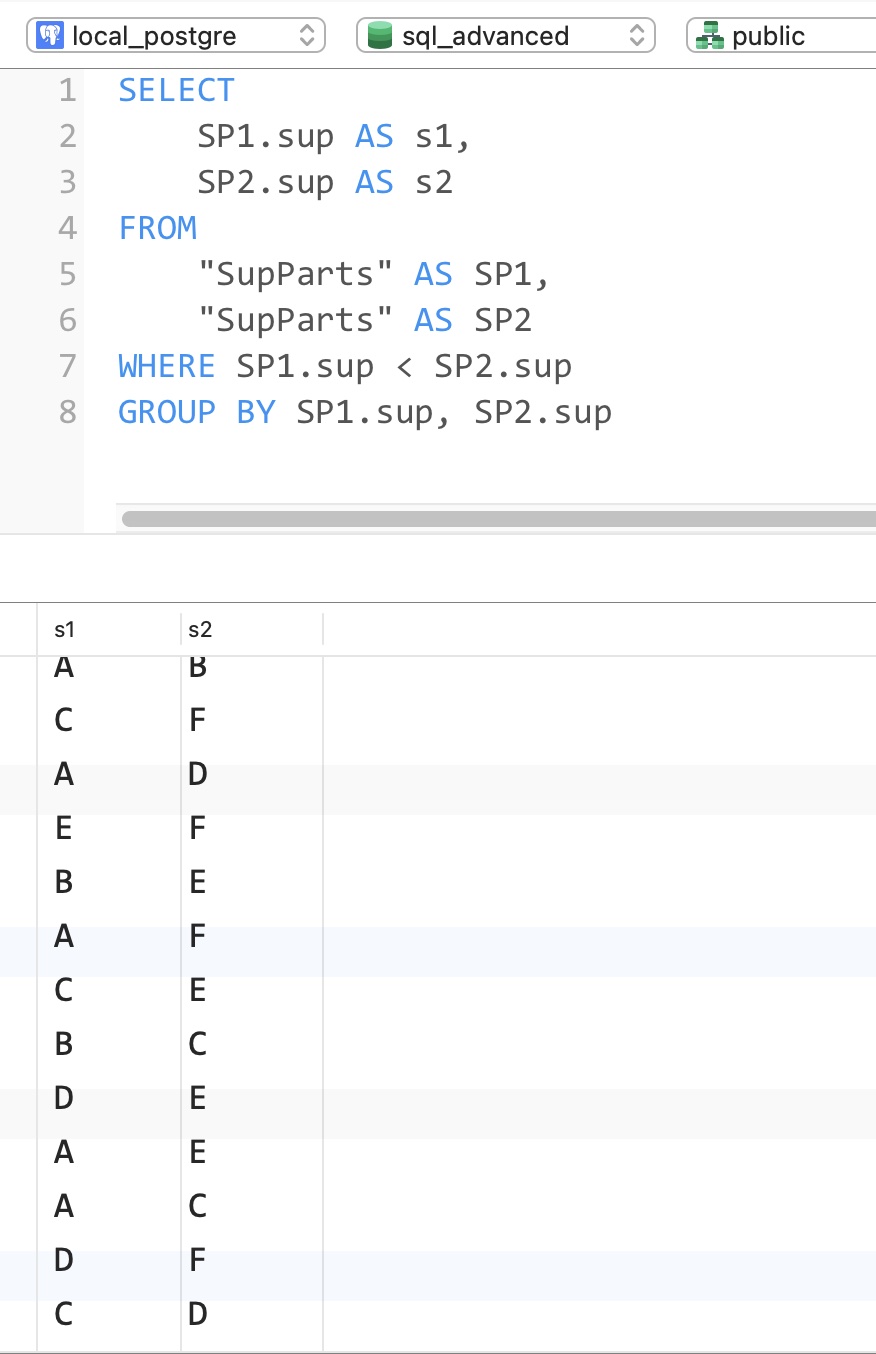 local_postgre sql_advanced public
1 SELECT
2 SP1.sup AS s1,
3 SP2.sup AS s2
4 FROM
5 "SupParts" AS SP1,
6 "SupParts" AS SP2
7 WHERE SP1.sup < SP2.sup
8 GROUP BY SP1.sup, SP2.sup
s1 s2
A B
C F
A D
E F
B E
A F
C E
B C
D E
A E
A C
D F
C D